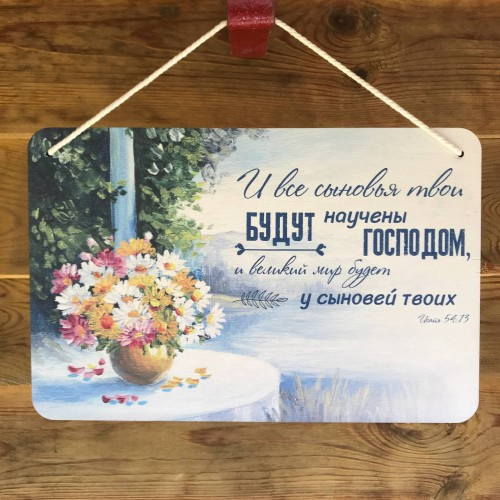 И все сыновья твои
БУДУТ научены ГОСПОДОМ,
и великий мир будет
у сыновей твоих
Исаия 54:13